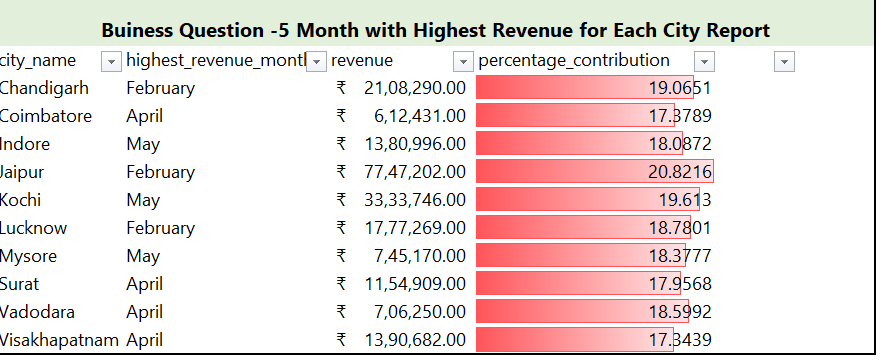 Buiness Question -5 Month with Highest Revenue for Each City Report
city_name highest_revenue_montl revenue percentage_contribution
Chandigarh February ₹ 21,08,290.00 19.0651
Coimbatore April ₹ 6,12,431.00 17.3789
Indore May ₹ 13,80,996.00 18.0872
Jaipur February ₹ 77,47,202.00 20.8216
Kochi May ₹ 33,33,746.00 19.613
Lucknow February ₹ 17,77,269.00 18.7801
Mysore May ₹ 7,45,170.00 18.3777
Surat April ₹ 11,54,909.00 17.9568
Vadodara April ₹ 7,06,250.00 18.5992
Visakhapatnam April ₹ 13,90,682.00 17.3439